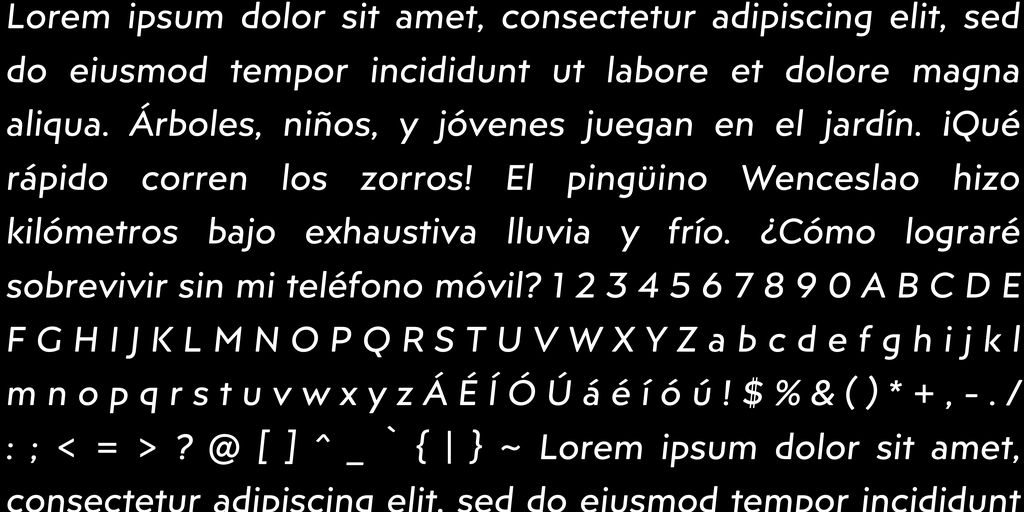 Lorem ipsum dolor sit amet, consectetur adipiscing elit, sed
do eiusmod tempor incididunt ut labore et dolore magna
aliqua. Árboles, niños, y jóvenes juegan en el jardín. ¡Qué
rápido corren los zorros! El pingüino Wenceslao hizo
kilómetros bajo exhaustiva lluvia y frío. ¿Cómo lograré
sobrevivir sin mi teléfono móvil? 1 2 3 4 5 6 7 8 9 0 A B C D E
F G H I J K L M N O P Q R S T U V W X Y Z a b c d e f g h i j k l
m n o p q r s t u v w x y z Á É Í Ó Ú á é í ó ú ! $ % & ( ) * + , - . /
: ; < = > ? @ [ ] ^ _ ` { | } ~ Lorem ipsum dolor sit amet,
consectetur adipiscing elit, sed do eiusmod tempor incididunt